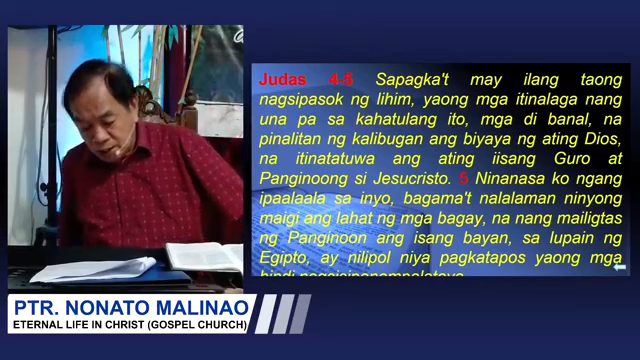 Judas 4-5 Sapagka't may ilang taong
nagsipasok ng lihim, yaong mga itinalaga nang
una pa sa kahatulang ito, mga di banal, na
pinalitan ng kalibugan ang biyaya ng ating Dios,
na itinatatuwa ang ating iisang Guro at
Panginoong si Jesucristo. 5 Ninanasa ko ngang
ipaalaala sa inyo, bagama't nalalaman ninyong
maigi ang lahat ng mga bagay, na nang mailigtas
ng Panginoon ang isang bayan, sa lupain ng
Egipto, ay nilipol niya pagkatapos yaong mga
hindi nagsisipanampalataya
PTR. NONATO MALINAO
ETERNAL LIFE IN CHRIST (GOSPEL CHURCH)